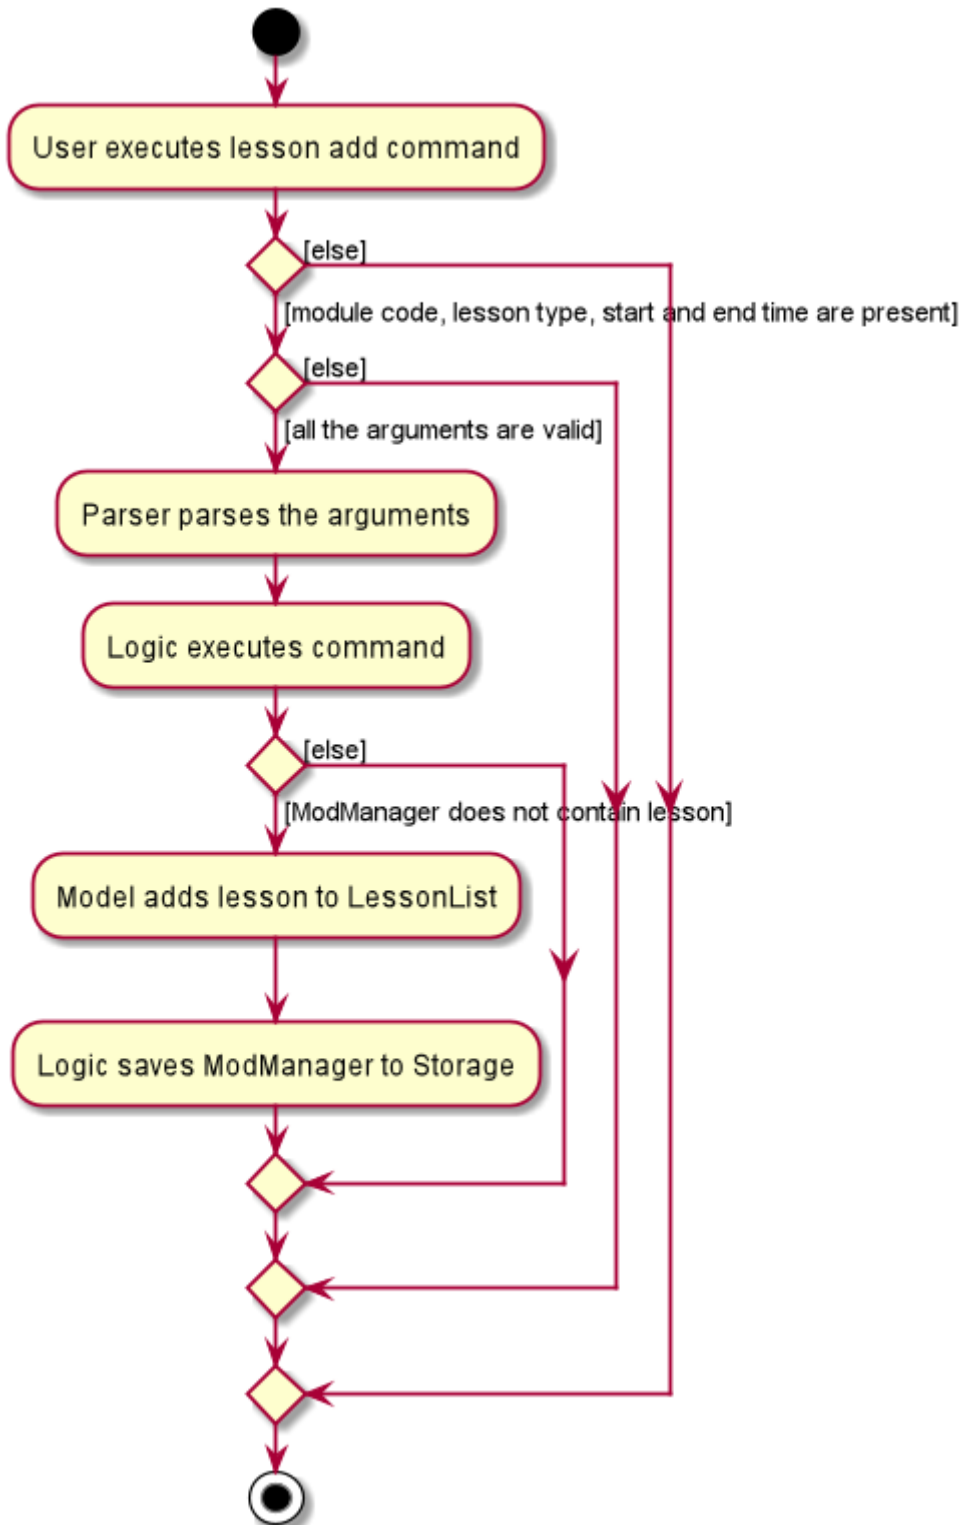 User executes lesson add command
[else]
[module code, lesson type, start and end time are present]
[else]
[all the arguments are valid]
Parser parses the arguments
Logic executes command
[else]
[ModManager does not contain lesson]
Model adds lesson to LessonList
Logic saves ModManager to Storage